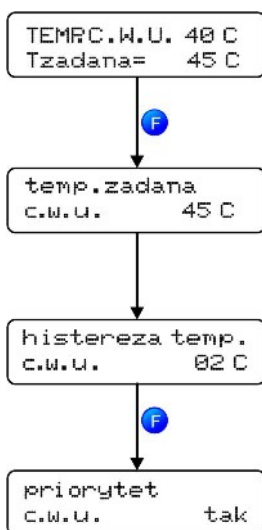 TEMP.C.W.U. 40 C
Tzadana= 45 C
F
temp.zadana
c.w.u. 45 C
histereza temp.
c.w.u. 02 C
F
priorytet
c.w.u. tak